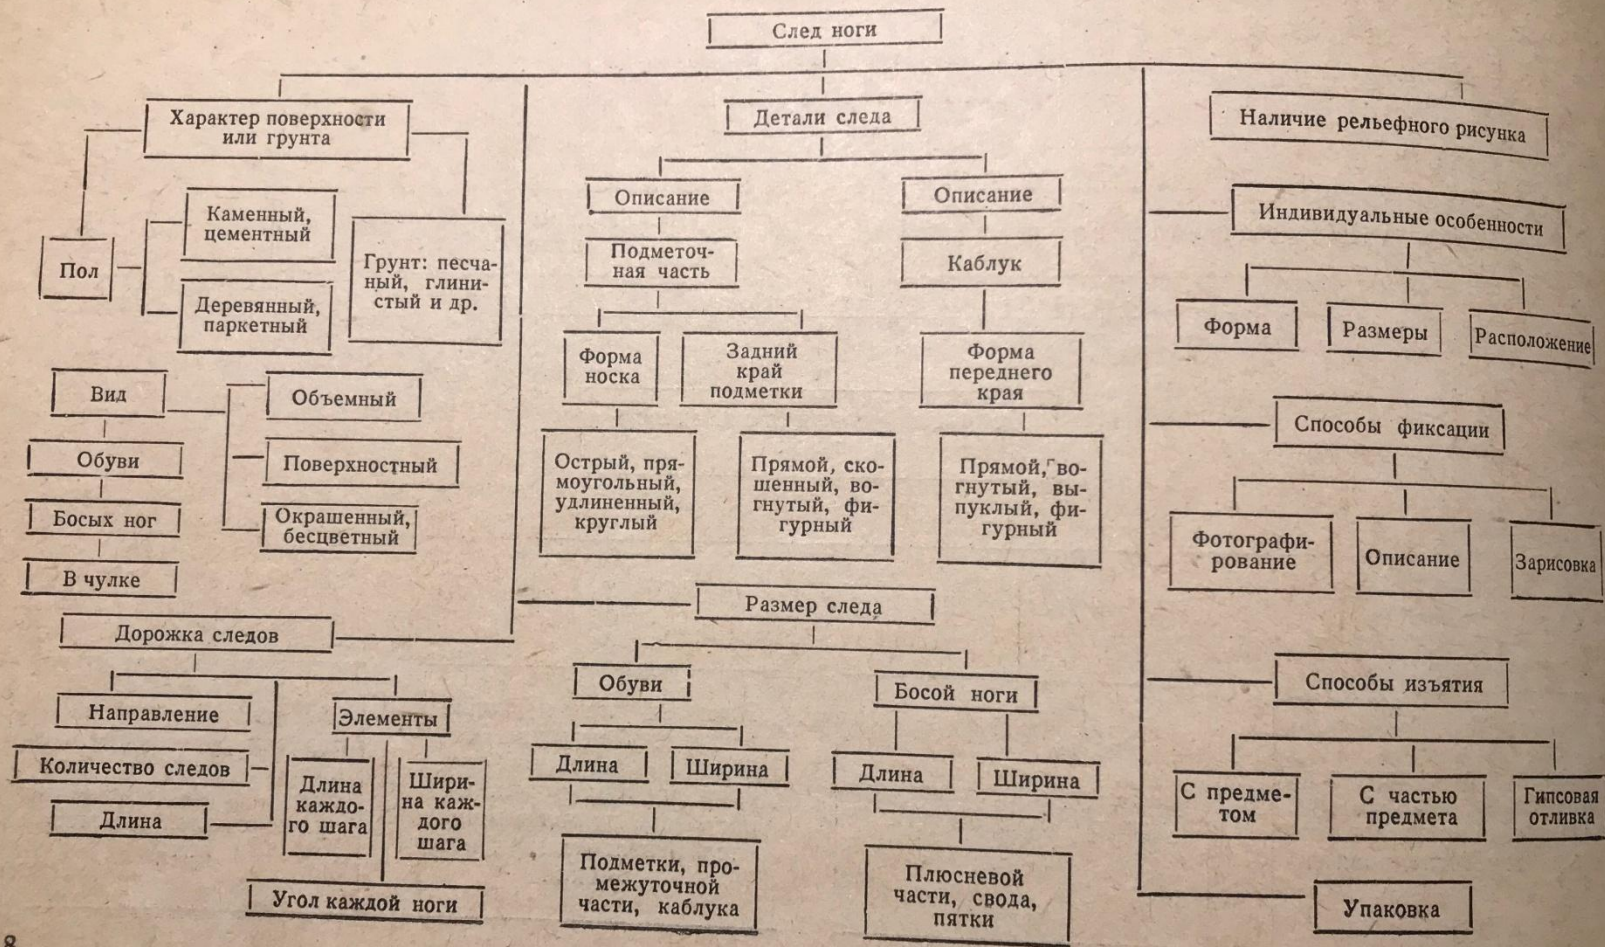 След ноги
Характер поверхности
или грунта
Пол
Каменный,
цементный
Деревянный,
паркетный
Грунт: песча-
ный, глини-
стый и др.
Вид
Обуви
Босых ног
В чулке
Объемный
Поверхностный
Окрашенный,
бесцветный
Дорожка следов
Направление
Количество следов
Длина
Элементы
Длина
каждо-
го шага
Шири-
на каж-
дого
шага
Угол каждой ноги
Детали следа
Описание
Подметоч-
ная часть
Форма
носка
Острый, пря-
моугольный,
удлиненный,
круглый
Задний
край
подметки
Прямой, ско-
шенный, во-
гнутый, фи-
гурный
Описание
Каблук
Форма
переднего
края
Прямой, во-
гнутый, вы-
пуклый, фи-
гурный
Размер следа
Обуви
Длина
Ширина
Подметки, про-
межуточной
части, каблука
Босой ноги
Длина
Ширина
Плюсневой
части, свода,
пятки
Наличие рельефного рисунка
Индивидуальные особенности
Форма
Размеры
Расположение
Способы фиксации
Фотографи-
рование
Описание
Зарисовка
Способы изъятия
С предме-
том
С частью
предмета
Гипсовая
отливка
Упаковка
8